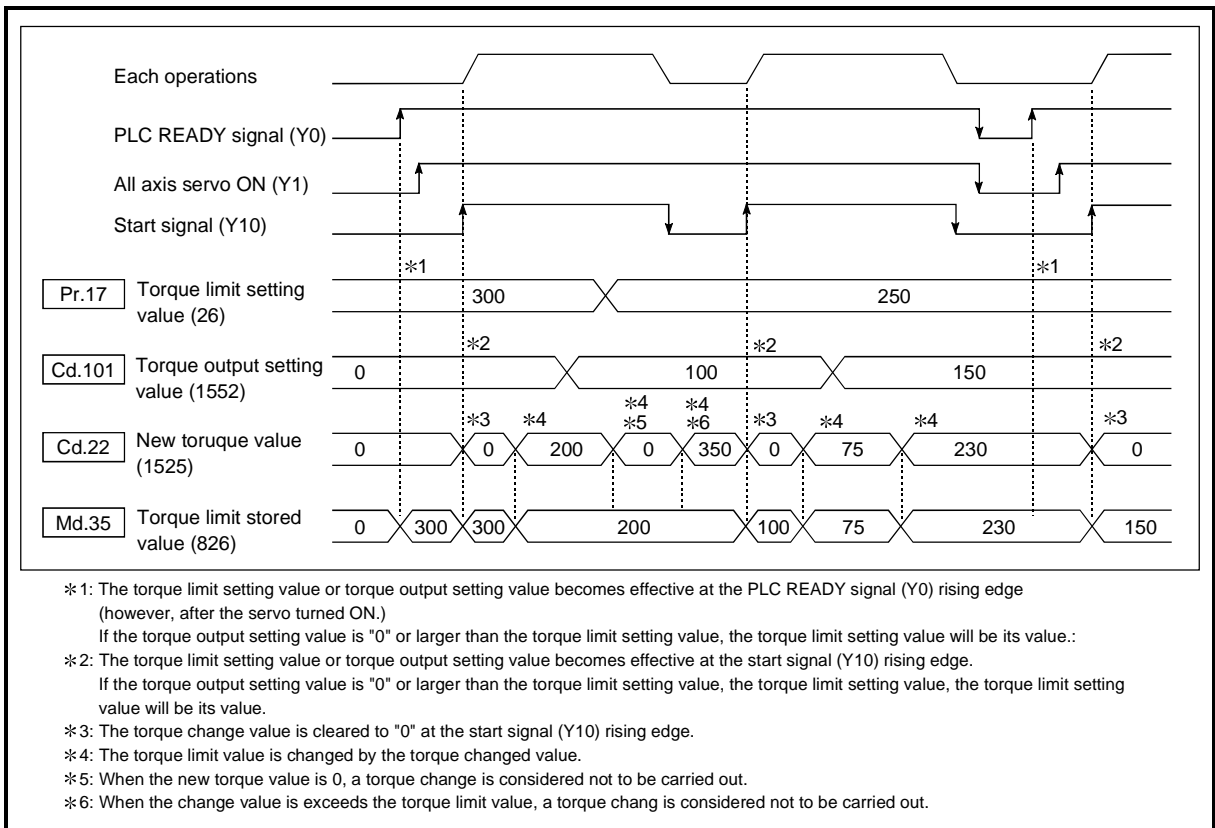 Each operations
PLC READY signal (Y0)
All axis servo ON (Y1)
Start signal (Y10)
∗1 ∗1
Pr.17 Torque limit setting value (26) 300 250
∗2 ∗2 ∗2
Cd.101 Torque output setting value (1552) 0 100 150
∗4 ∗4
∗3 ∗4 ∗5 ∗6 ∗3 ∗4 ∗4 ∗3
Cd.22 New toruque value (1525) 0 0 200 0 350 0 75 230 0
Md.35 Torque limit stored value (826) 0 300 300 200 100 75 230 150
∗1: The torque limit setting value or torque output setting value becomes effective at the PLC READY signal (Y0) rising edge
(however, after the servo turned ON.)
If the torque output setting value is "0" or larger than the torque limit setting value, the torque limit setting value will be its value.:
∗2: The torque limit setting value or torque output setting value becomes effective at the start signal (Y10) rising edge.
If the torque output setting value is "0" or larger than the torque limit setting value, the torque limit setting value, the torque limit setting
value will be its value.
∗3: The torque change value is cleared to "0" at the start signal (Y10) rising edge.
∗4: The torque limit value is changed by the torque changed value.
∗5: When the new torque value is 0, a torque change is considered not to be carried out.
∗6: When the change value is exceeds the torque limit value, a torque chang is considered not to be carried out.